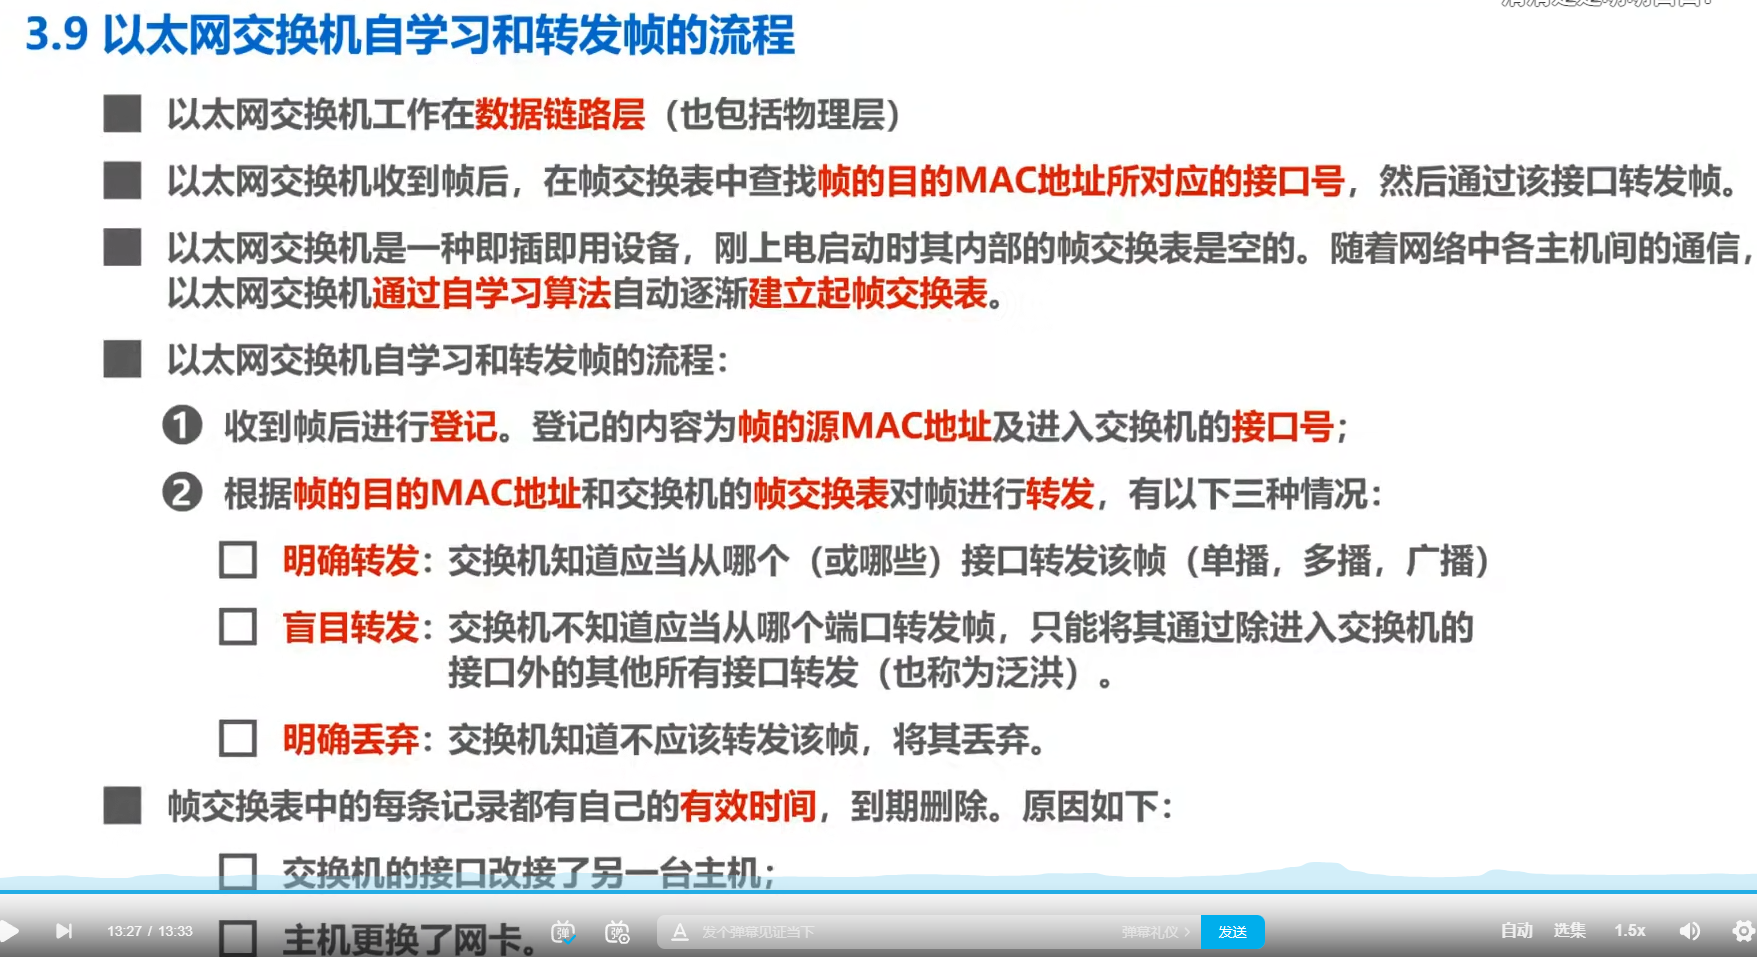 3.9 以太网交换机自学习和转发帧的流程
以太网交换机工作在数据链路层（也包括物理层）
以太网交换机收到帧后，在帧交换表中查找帧的目的MAC地址所对应的接口号，然后通过该接口转发帧。
以太网交换机是一种即插即用设备，刚上电启动时其内部的帧交换表是空的。随着网络中各主机间的通信，
以太网交换机通过自学习算法自动逐渐建立起帧交换表。
以太网交换机自学习和转发帧的流程：
❶ 收到帧后进行登记。登记的内容为帧的源MAC地址及进入交换机的接口号；
❷ 根据帧的目的MAC地址和交换机的帧交换表对帧进行转发，有以下三种情况：
明确转发：交换机知道应当从哪个（或哪些）接口转发该帧（单播，多播，广播）
盲目转发：交换机不知道应当从哪个端口转发帧，只能将其通过除进入交换机的
接口外的其他所有接口转发（也称为泛洪）。
明确丢弃：交换机知道不应该转发该帧，将其丢弃。
帧交换表中的每条记录都有自己的有效时间，到期删除。原因如下：
交换机的接口改接了另一台主机；
主机更换了网卡。
13:27 / 13:33 弹 弹 A 发个弹幕见证当下 弹幕礼仪 > 发送 自动 选集 1.5x